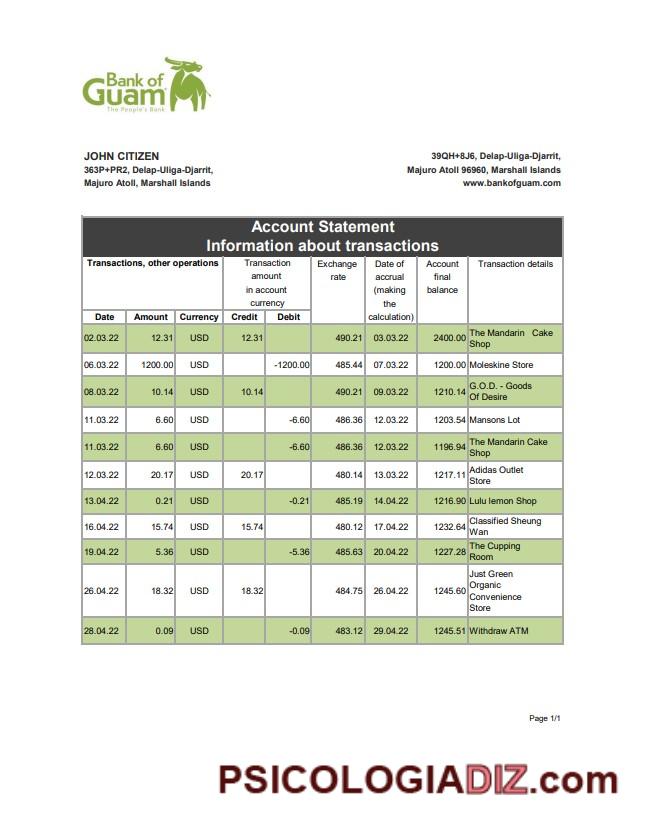 Bank of
Guam
The People's Bank
JOHN CITIZEN
363P+PR2, Delap-Uliga-Djarrit,
Majuro Atoll, Marshall Islands
39QH+8J6, Delap-Uliga-Djarrit,
Majuro Atoll 96960, Marshall Islands
www.bankofguam.com
Account Statement
Information about transactions
Transactions, other operations
Transaction
amount
in account
currency
Exchange
rate
Date of
accrual
(making
the
calculation)
Account
final
balance
Transaction details
Date Amount Currency Credit Debit
02.03.22 12.31 USD 12.31 490.21 03.03.22 2400.00 The Mandarin Cake
Shop
06.03.22 1200.00 USD -1200.00 485.44 07.03.22 1200.00 Moleskine Store
08.03.22 10.14 USD 10.14 490.21 09.03.22 1210.14 G.O.D. - Goods
Of Desire
11.03.22 6.60 USD -6.60 486.36 12.03.22 1203.54 Mansons Lot
11.03.22 6.60 USD -6.60 486.36 12.03.22 1196.94 The Mandarin Cake
Shop
12.03.22 20.17 USD 20.17 480.14 13.03.22 1217.11 Adidas Outlet
Store
13.04.22 0.21 USD -0.21 485.19 14.04.22 1216.90 Lulu lemon Shop
16.04.22 15.74 USD 15.74 480.12 17.04.22 1232.64 Classified Sheung
Wan
19.04.22 5.36 USD -5.36 485.63 20.04.22 1227.28 The Cupping
Room
26.04.22 18.32 USD 18.32 484.75 26.04.22 1245.60 Just Green
Organic
Convenience
Store
28.04.22 0.09 USD -0.09 483.12 29.04.22 1245.51 Withdraw ATM
Page 1/1
PSICOLOGIADIZ.com